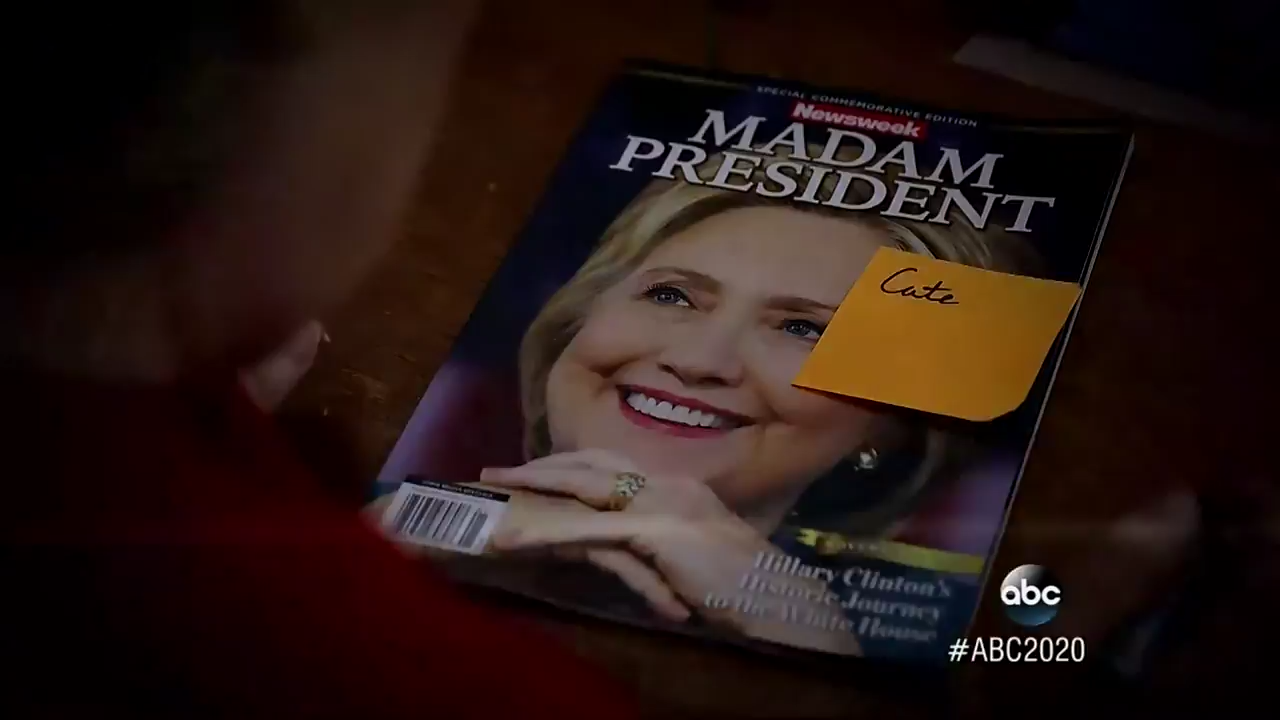 SPECIAL COMMEMORATIVE EDITION
Newsweek
MADAM
PRESIDENT
Cute
Hillary Clinton's
Historic Journey
to the White House
abc
#ABC2020